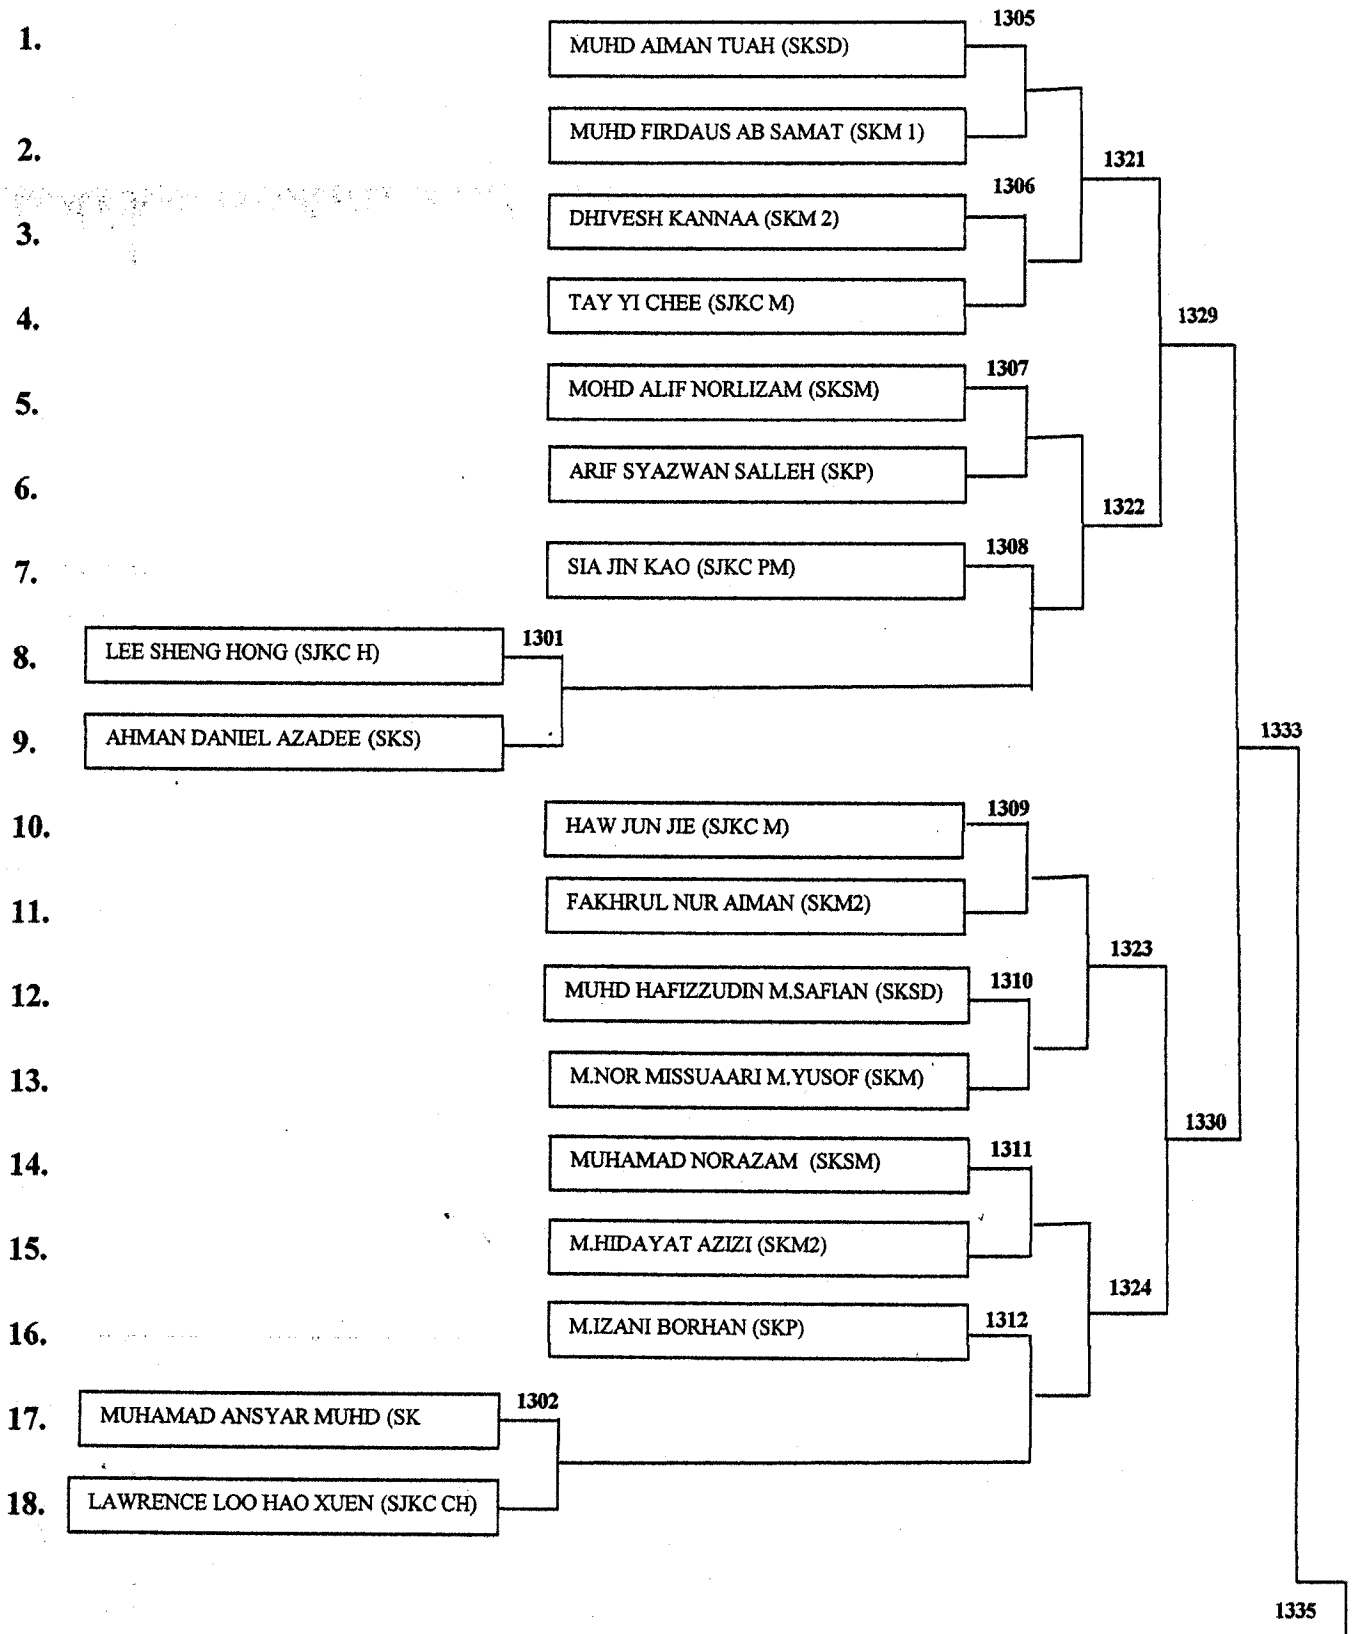 1305
1. MUHD AIMAN TUAH (SKSD)
2. MUHD FIRDAUS AB SAMAT (SKM 1)
1321
1306
3. DHIVESH KANNAA (SKM 2)
4. TAY YI CHEE (SJKC M)
1329
1307
5. MOHD ALIF NORLIZAM (SKSM)
6. ARIF SYAZWAN SALLEH (SKP)
1322
1308
7. SIA JIN KAO (SJKC PM)
1301
8. LEE SHENG HONG (SJKC H)
9. AHMAN DANIEL AZADEE (SKS)
1333
1309
10. HAW JUN JIE (SJKC M)
11. FAKHRUL NUR AIMAN (SKM2)
1323
1310
12. MUHD HAFIZZUDIN M.SAFIAN (SKSD)
13. M.NOR MISSUAARI M.YUSOF (SKM)
1330
1311
14. MUHAMAD NORAZAM (SKSM)
15. M.HIDAYAT AZIZI (SKM2)
1324
1312
16. M.IZANI BORHAN (SKP)
1302
17. MUHAMAD ANSYAR MUHD (SK
18. LAWRENCE LOO HAO XUEN (SJKC CH)
1335